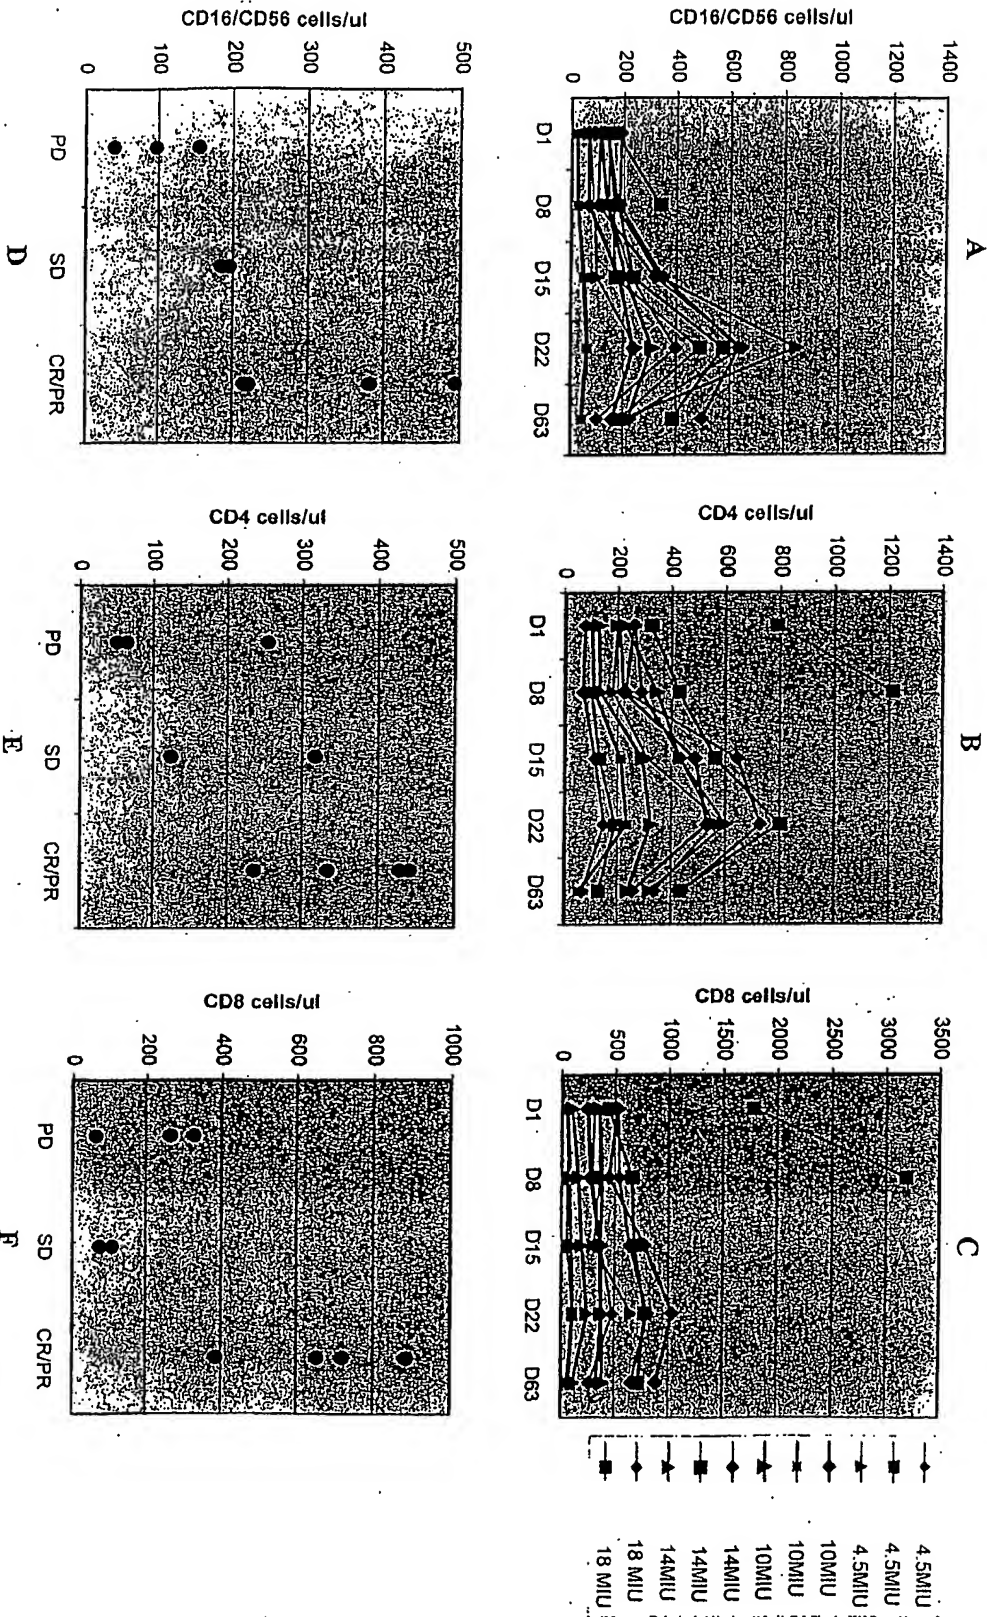 A
CD16/CD56 cells/ul
1400
1200
1000
800
600
400
200
0
D1
D8
D15
D22
D63
B
CD4 cells/ul
1400
1200
1000
800
600
400
200
0
D1
D8
D15
D22
D63
C
CD8 cells/ul
3500
3000
2500
2000
1500
1000
500
0
D1
D8
D15
D22
D63
4.5MIU
4.5MIU
4.5MIU
10MIU
10MIU
10MIU
14MIU
14MIU
14MIU
18 MIU
18 MIU
CD16/CD56 cells/ul
500
400
300
200
100
0
PD
SD
CR/PR
D
CD4 cells/ul
500
400
300
200
100
0
PD
SD
CR/PR
E
CD8 cells/ul
1000
800
600
400
200
0
PD
SD
CR/PR
F